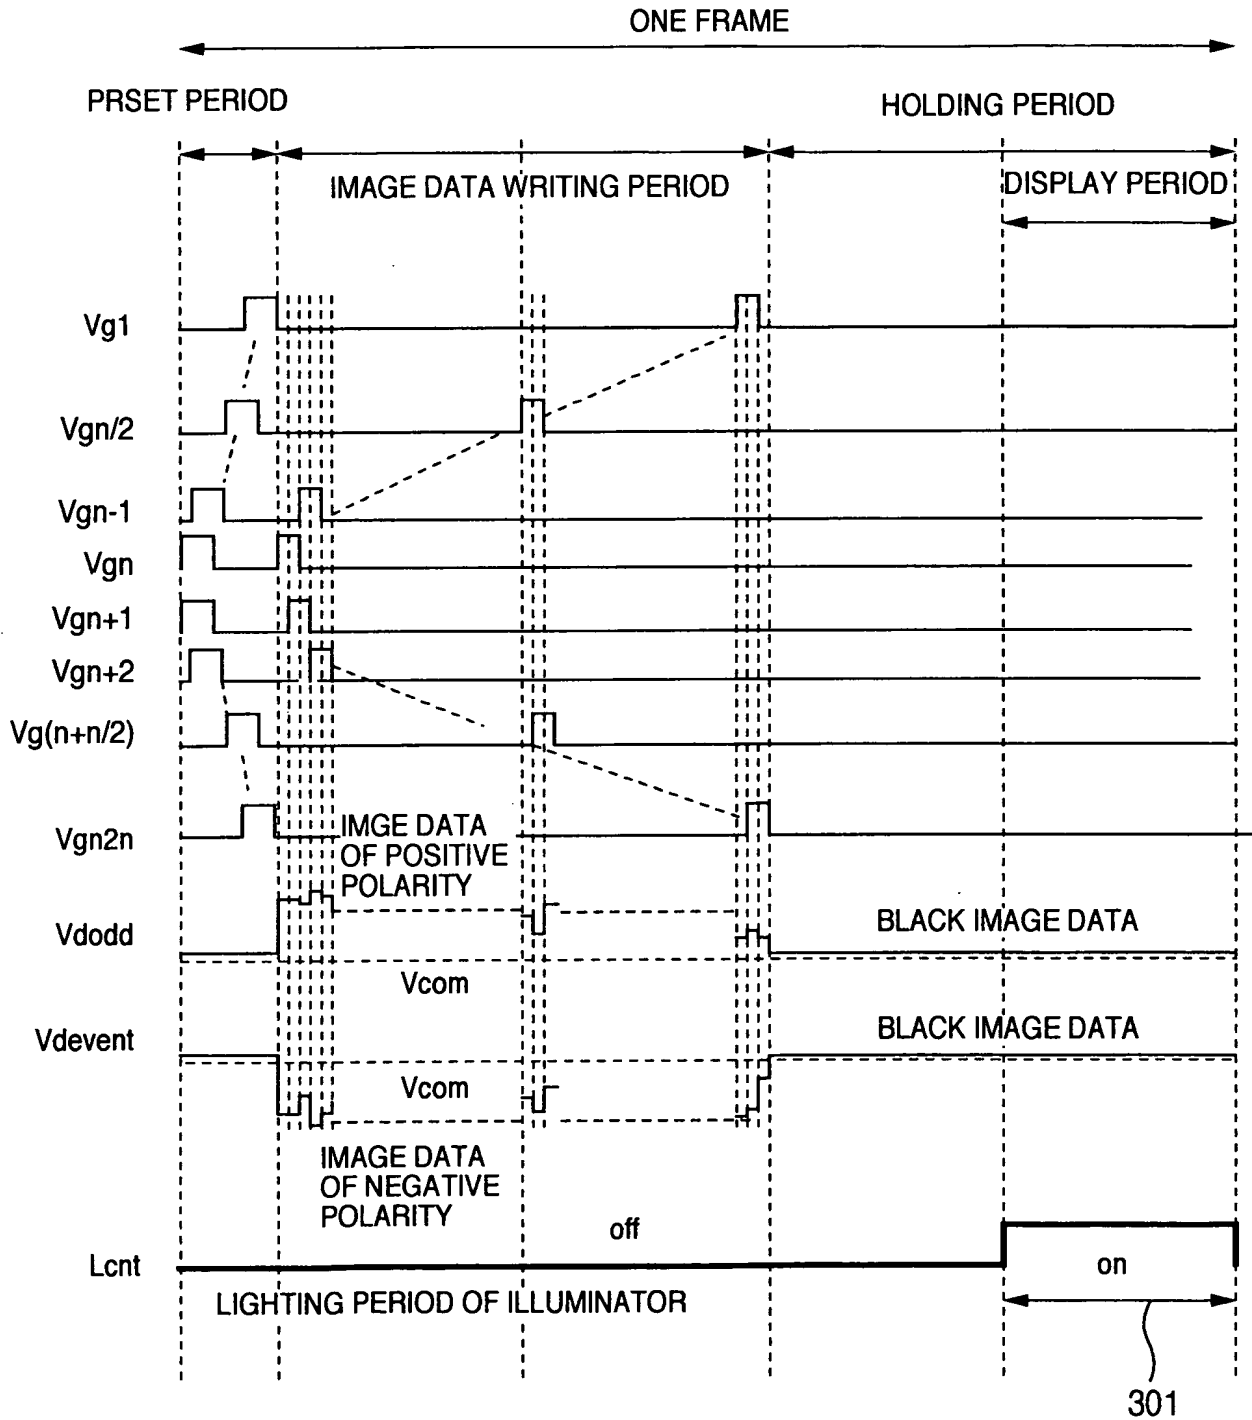 ONE FRAME
PRSET PERIOD
HOLDING PERIOD
IMAGE DATA WRITING PERIOD
DISPLAY PERIOD
Vg1
Vgn/2
Vgn-1
Vgn
Vgn+1
Vgn+2
Vg(n+n/2)
Vgn2n
IMGE DATA
OF POSITIVE
POLARITY
Vdodd
BLACK IMAGE DATA
Vcom
Vdevent
BLACK IMAGE DATA
Vcom
IMAGE DATA
OF NEGATIVE
POLARITY
off
Lcnt
on
LIGHTING PERIOD OF ILLUMINATOR
301